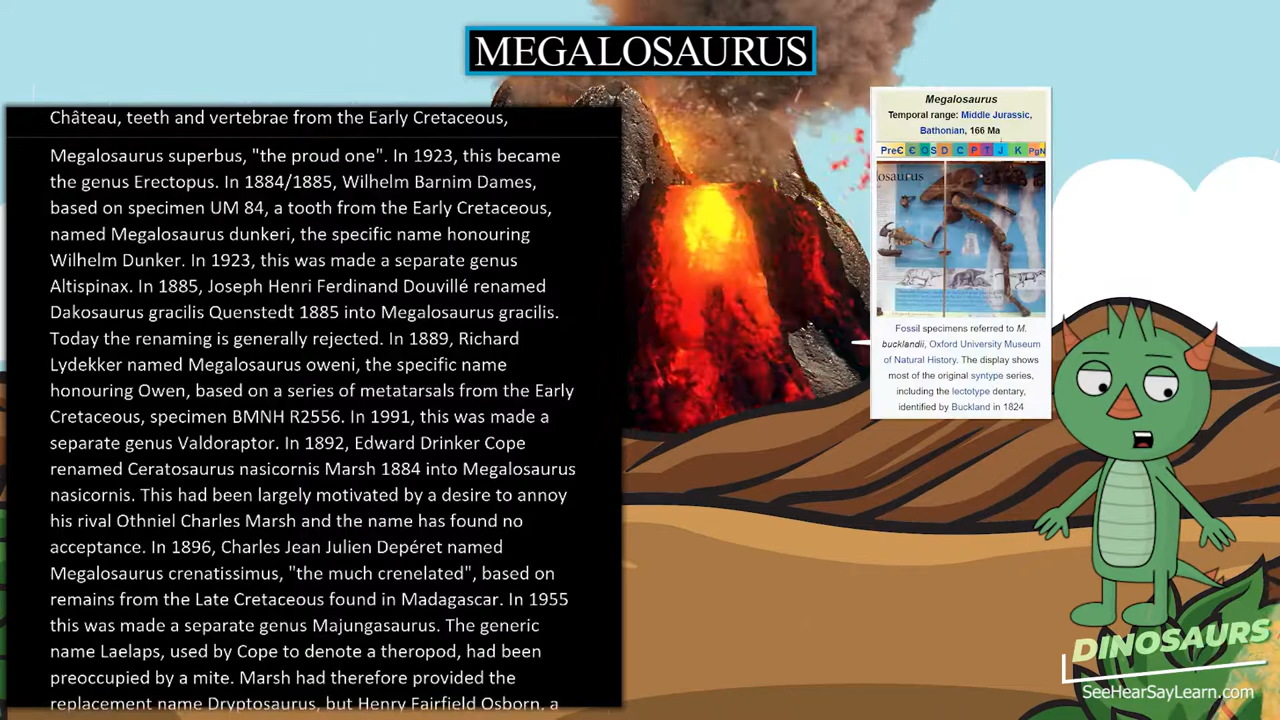 MEGALOSAURUS
Château, teeth and vertebrae from the Early Cretaceous,
Megalosaurus superbus, "the proud one". In 1923, this became
the genus Erectopus. In 1884/1885, Wilhelm Barnim Dames,
based on specimen UM 84, a tooth from the Early Cretaceous,
named Megalosaurus dunkeri, the specific name honouring
Wilhelm Dunker. In 1923, this was made a separate genus
Altispinax. In 1885, Joseph Henri Ferdinand Douvillé renamed
Dakosaurus gracilis Quenstedt 1885 into Megalosaurus gracilis.
Today the renaming is generally rejected. In 1889, Richard
Lydekker named Megalosaurus oweni, the specific name
honouring Owen, based on a series of metatarsals from the Early
Cretaceous, specimen BMNH R2556. In 1991, this was made a
separate genus Valdoraptor. In 1892, Edward Drinker Cope
renamed Ceratosaurus nasicornis Marsh 1884 into Megalosaurus
nasicornis. This had been largely motivated by a desire to annoy
his rival Othniel Charles Marsh and the name has found no
acceptance. In 1896, Charles Jean Julien Depéret named
Megalosaurus crenatissimus, "the much crenelated", based on
remains from the Late Cretaceous found in Madagascar. In 1955
this was made a separate genus Majungasaurus. The generic
name Laelaps, used by Cope to denote a theropod, had been
preoccupied by a mite. Marsh had therefore provided the
replacement name Dryptosaurus, but Henry Fairfield Osborn, a
Megalosaurus
Temporal range: Middle Jurassic,
Bathonian, 166 Ma
PreꞒ Ꞓ O S D C P T J K PgN
osaurus
Fossil specimens referred to M.
bucklandii, Oxford University Museum
of Natural History. The display shows
most of the original syntype series,
including the lectotype dentary,
identified by Buckland in 1824
DINOSAURS
SeeHearSayLearn.com